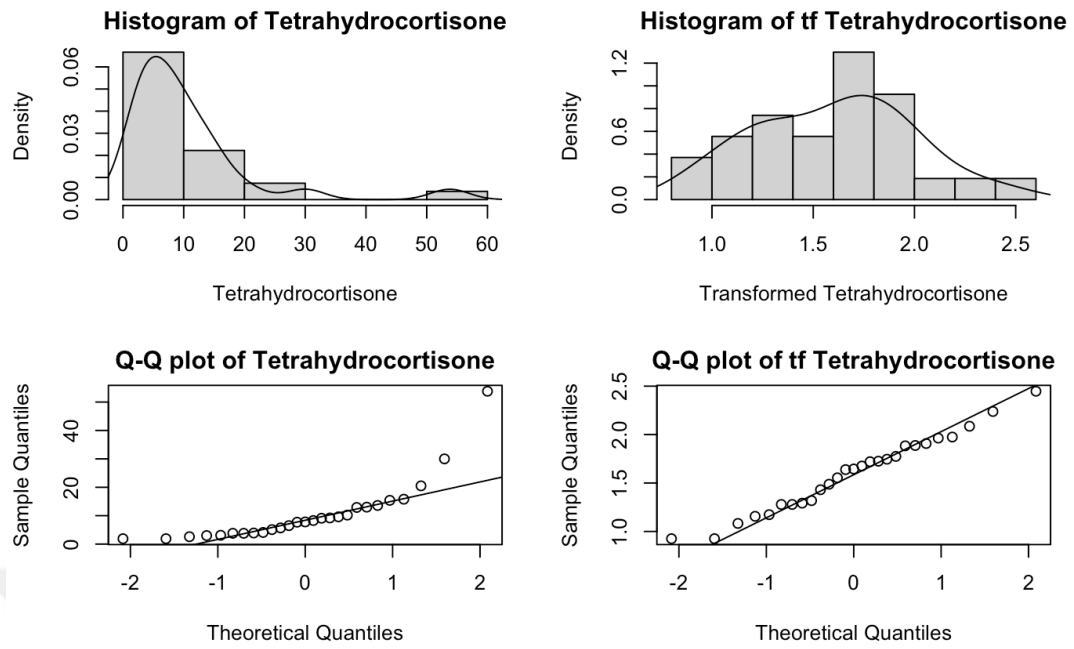 Histogram of Tetrahydrocortisone
Density
0.00 0.03 0.06
0 10 20 30 40 50 60
Tetrahydrocortisone
Histogram of tf Tetrahydrocortisone
Density
0.0 0.6 1.2
1.0 1.5 2.0 2.5
Transformed Tetrahydrocortisone
Q-Q plot of Tetrahydrocortisone
Sample Quantiles
0 20 40
-2 -1 0 1 2
Theoretical Quantiles
Q-Q plot of tf Tetrahydrocortisone
Sample Quantiles
1.0 1.5 2.0 2.5
-2 -1 0 1 2
Theoretical Quantiles